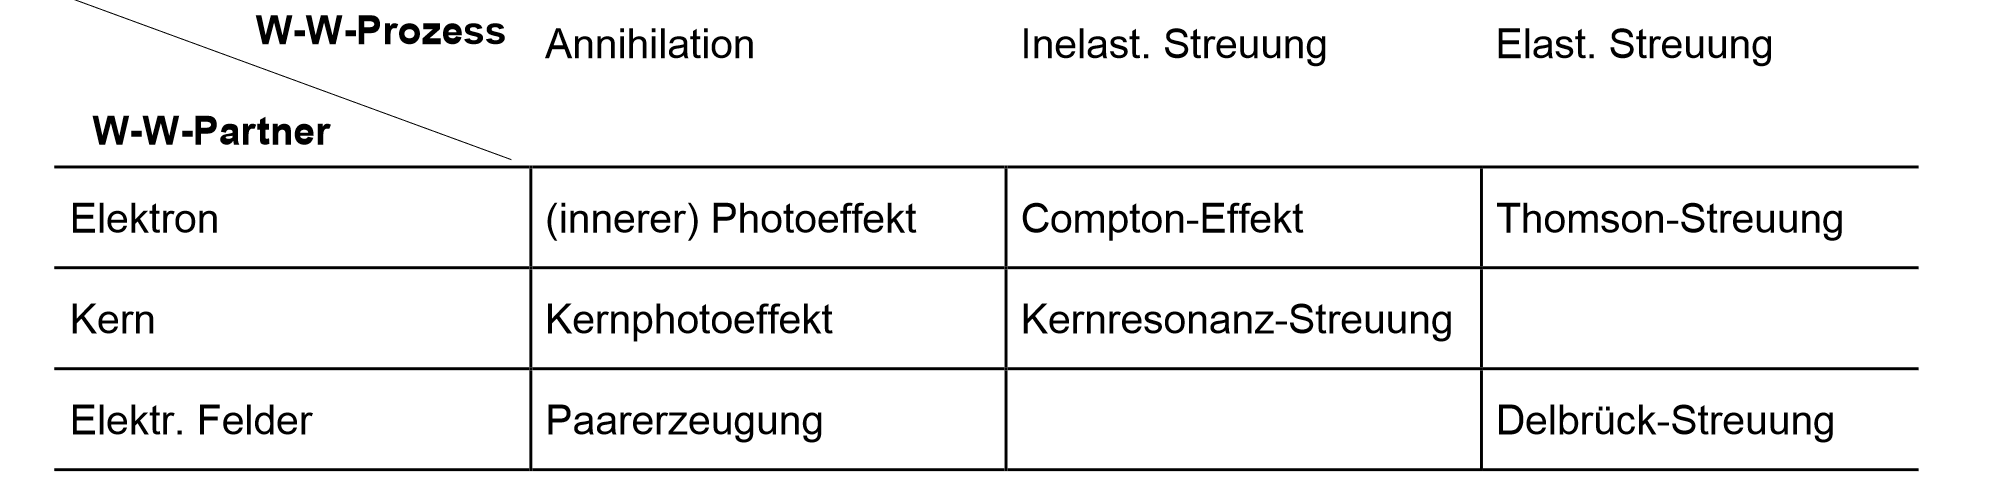 W-W-Prozess Annihilation Inelast. Streuung Elast. Streuung
W-W-Partner
Elektron (innerer) Photoeffekt Compton-Effekt Thomson-Streuung
Kern Kernphotoeffekt Kernresonanz-Streuung
Elektr. Felder Paarerzeugung Delbrück-Streuung